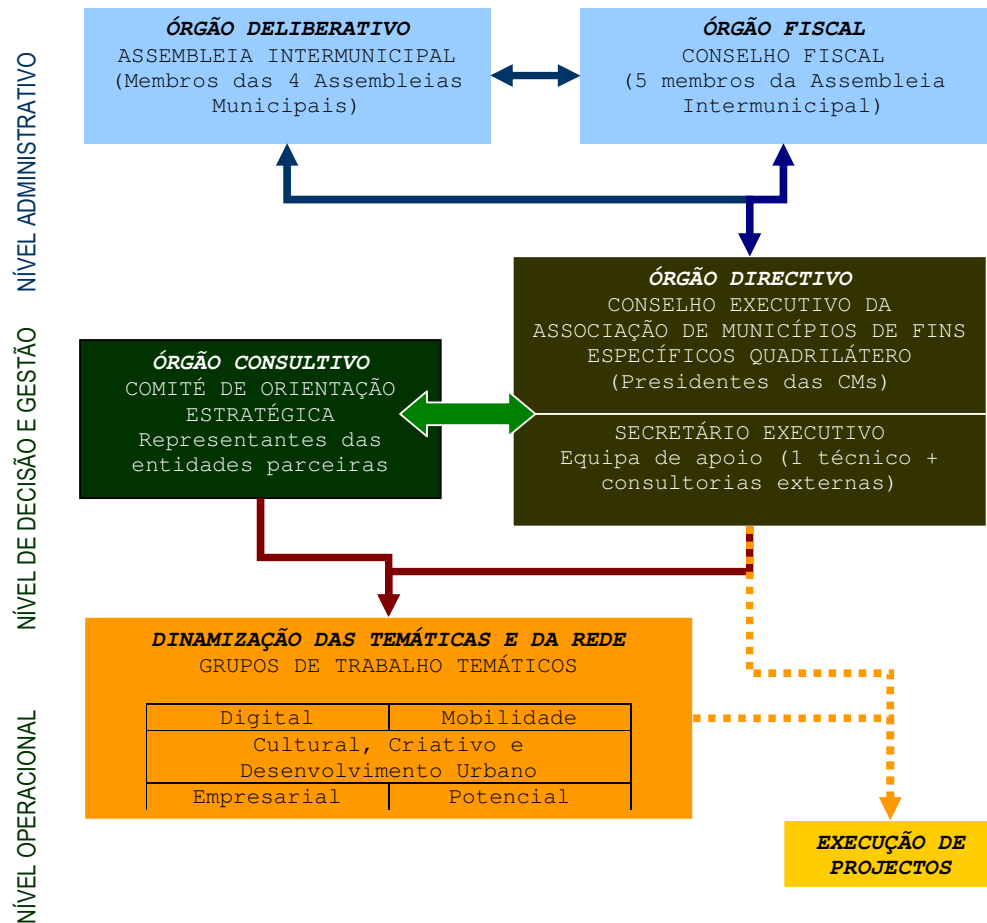 NÍVEL ADMINISTRATIVO
ÓRGÃO DELIBERATIVO
ASSEMBLEIA INTERMUNICIPAL
(Membros das 4 Assembleias
Municipais)
ÓRGÃO FISCAL
CONSELHO FISCAL
(5 membros da Assembleia
Intermunicipal)
NÍVEL DE DECISÃO E GESTÃO
ÓRGÃO DIRECTIVO
CONSELHO EXECUTIVO DA
ASSOCIAÇÃO DE MUNICÍPIOS DE FINS
ESPECÍFICOS QUADRILÁTERO
(Presidentes das CMs)
SECRETÁRIO EXECUTIVO
Equipa de apoio (1 técnico +
consultorias externas)
ÓRGÃO CONSULTIVO
COMITÉ DE ORIENTAÇÃO
ESTRATÉGICA
Representantes das
entidades parceiras
NÍVEL OPERACIONAL
DINAMIZAÇÃO DAS TEMÁTICAS E DA REDE
GRUPOS DE TRABALHO TEMÁTICOS
Digital
Mobilidade
Cultural, Criativo e
Desenvolvimento Urbano
Empresarial
Potencial
EXECUÇÃO DE
PROJECTOS